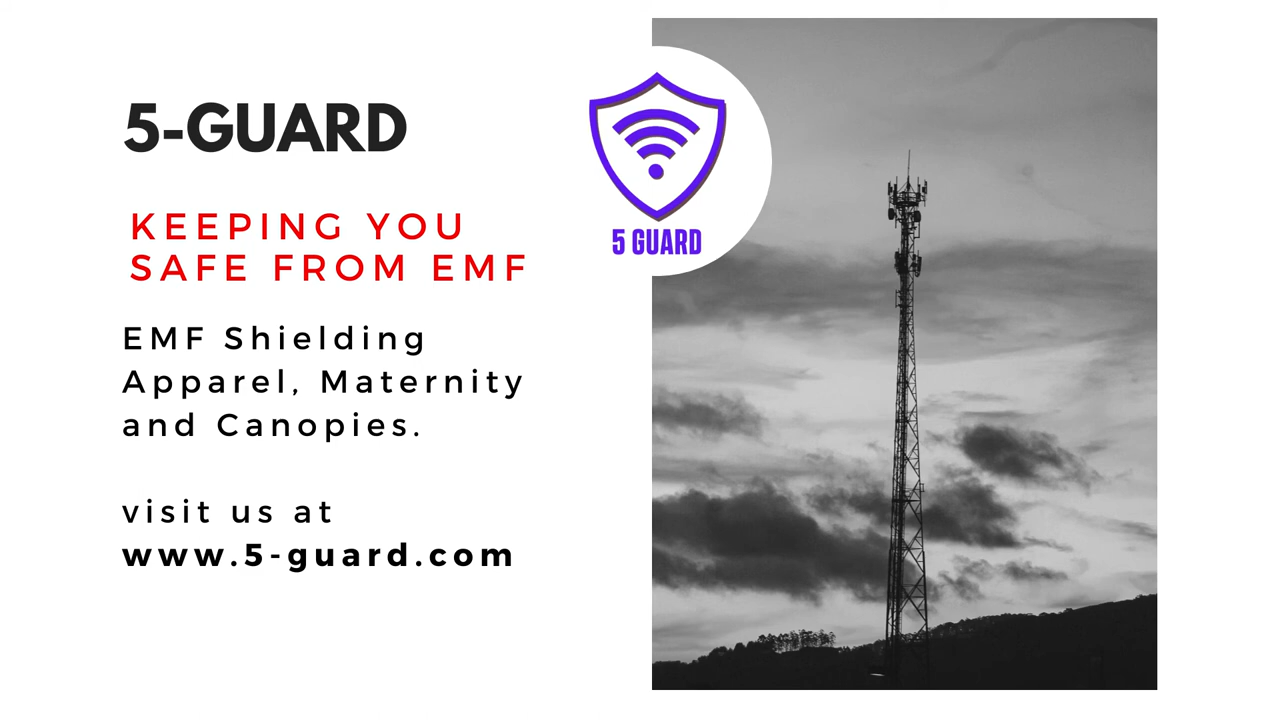 5-GUARD
KEEPING YOU
SAFE FROM EMF
EMF Shielding
Apparel, Maternity
and Canopies.
visit us at
www.5-guard.com
5 GUARD